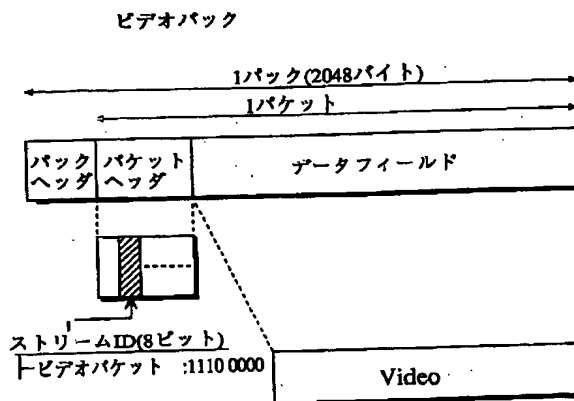 ビデオパック
1パック(2048バイト)
1パケット
パック
ヘッダ
パケット
ヘッダ
データフィールド
ストリームID(8ビット)
ビデオパケット :1110 0000
Video